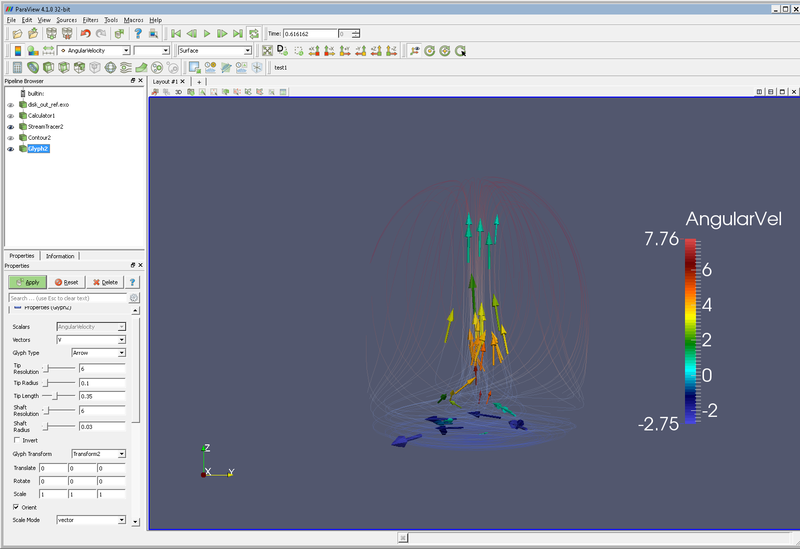 ParaView 4.1.0 32-bit
File Edit View Sources Filters Tools Macros Help
Time: 0.616162 0
AngularVelocity Surface
test1
Pipeline Browser
Layout #1
3D
builtin:
disk_out_ref.exo
Calculator1
StreamTracer2
Contour2
Glyph2
Properties Information
Properties
Apply Reset Delete ?
Search ... (use Esc to clear text)
Properties (Glyph2)
Scalars AngularVelocity
Vectors V
Glyph Type Arrow
Tip Resolution 6
Tip Radius 0.1
Tip Length 0.35
Shaft Resolution 6
Shaft Radius 0.03
Invert
Glyph Transform Transform2
Translate 0 0 0
Rotate 0 0 0
Scale 1 1 1
Orient
Scale Mode vector
AngularVel
7.76
6
4
2
0
-2
-2.75
Z
X
Y